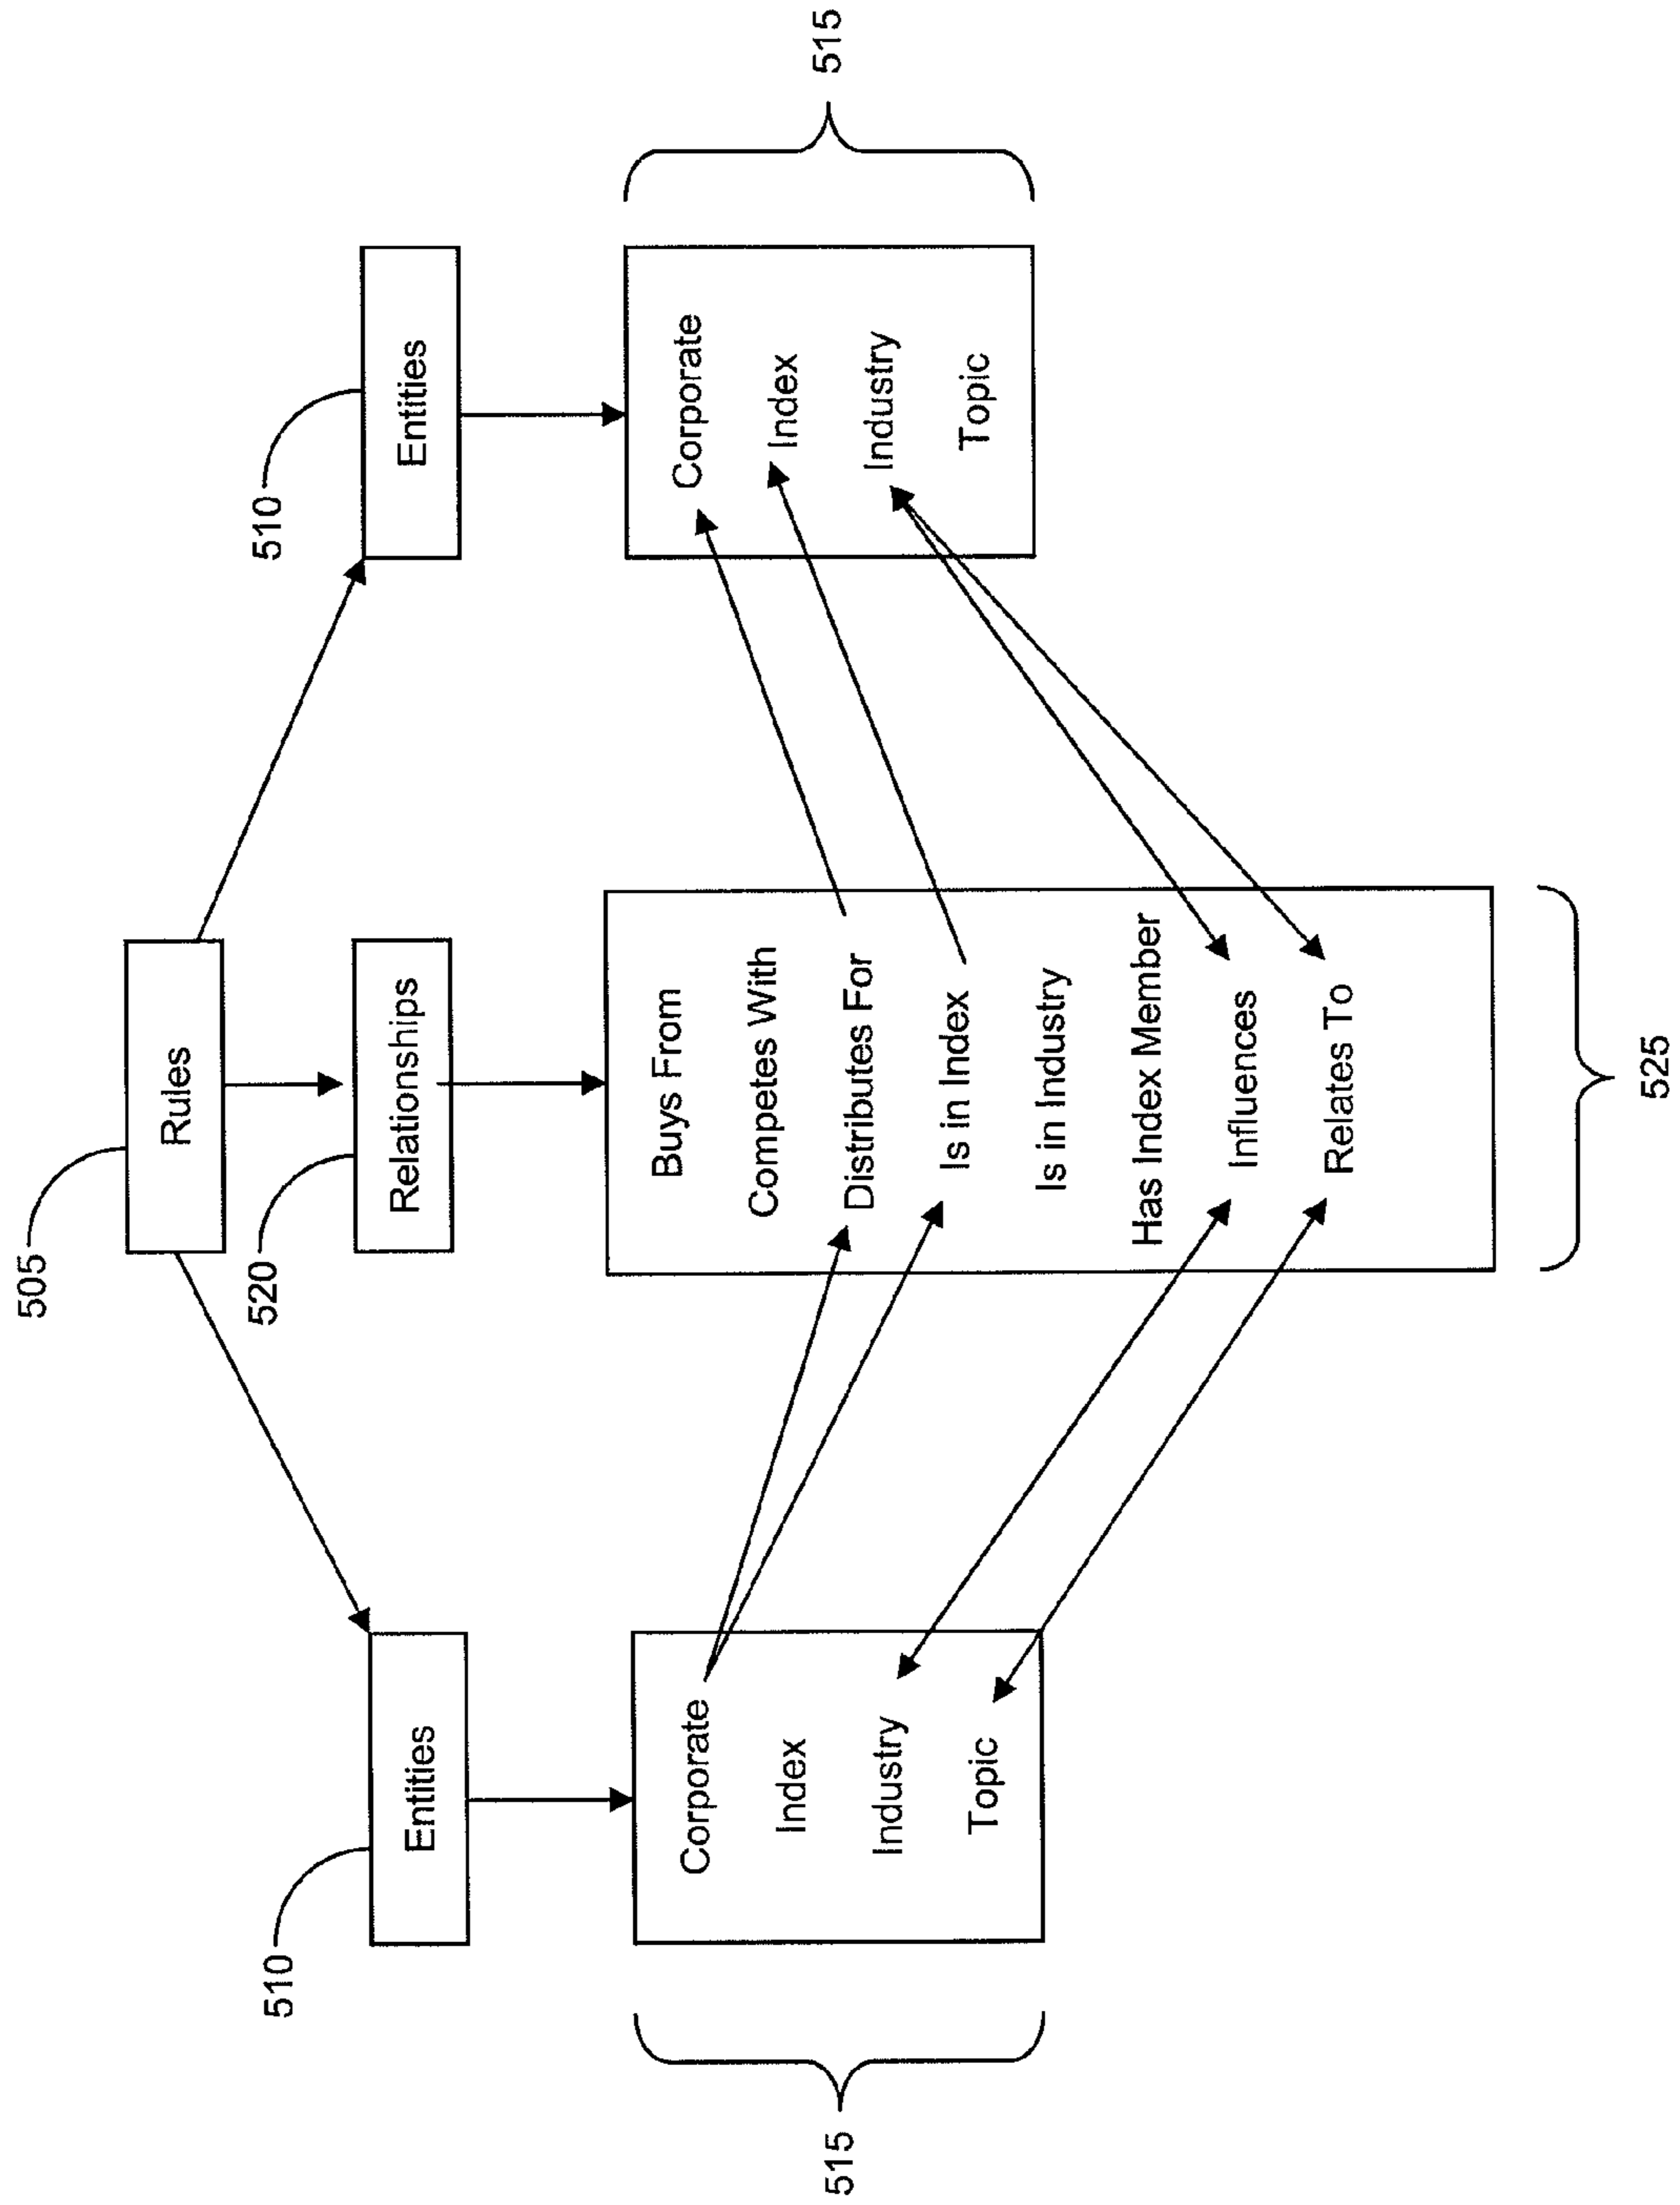 505
Rules
510
Entities
520
Relationships
510
Entities
515
Corporate
Index
Industry
Topic
Buys From
Competes With
Distributes For
Is in Index
Is in Industry
Has Index Member
Influences
Relates To
525
Corporate
Index
Industry
Topic
515